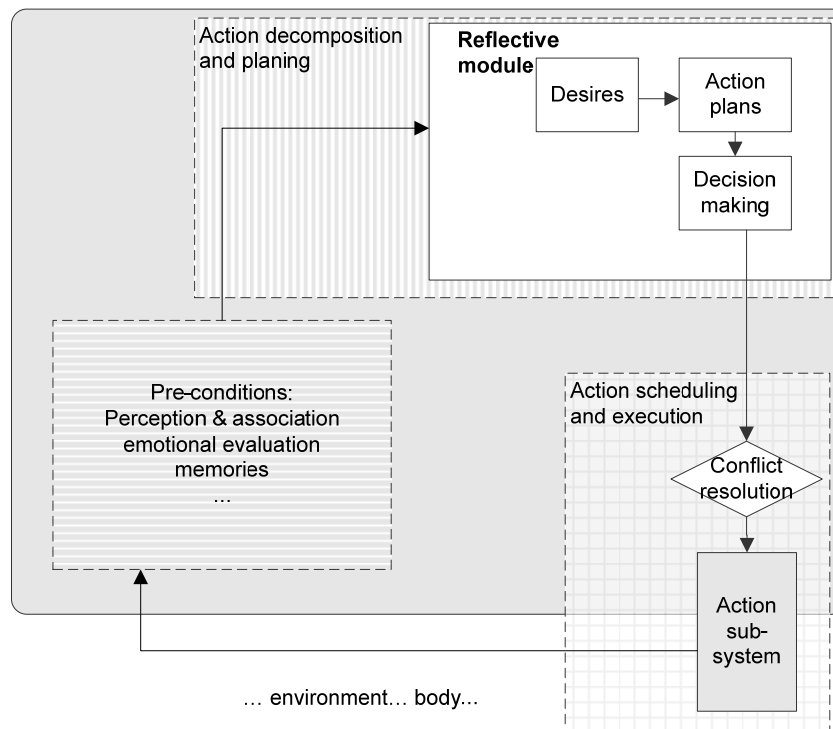 Action decomposition
and planing
Reflective
module
Desires
Action
plans
Decision
making
Pre-conditions:
Perception & association
emotional evaluation
memories
...
Action scheduling
and execution
Conflict
resolution
Action
sub-
system
... environment... body...